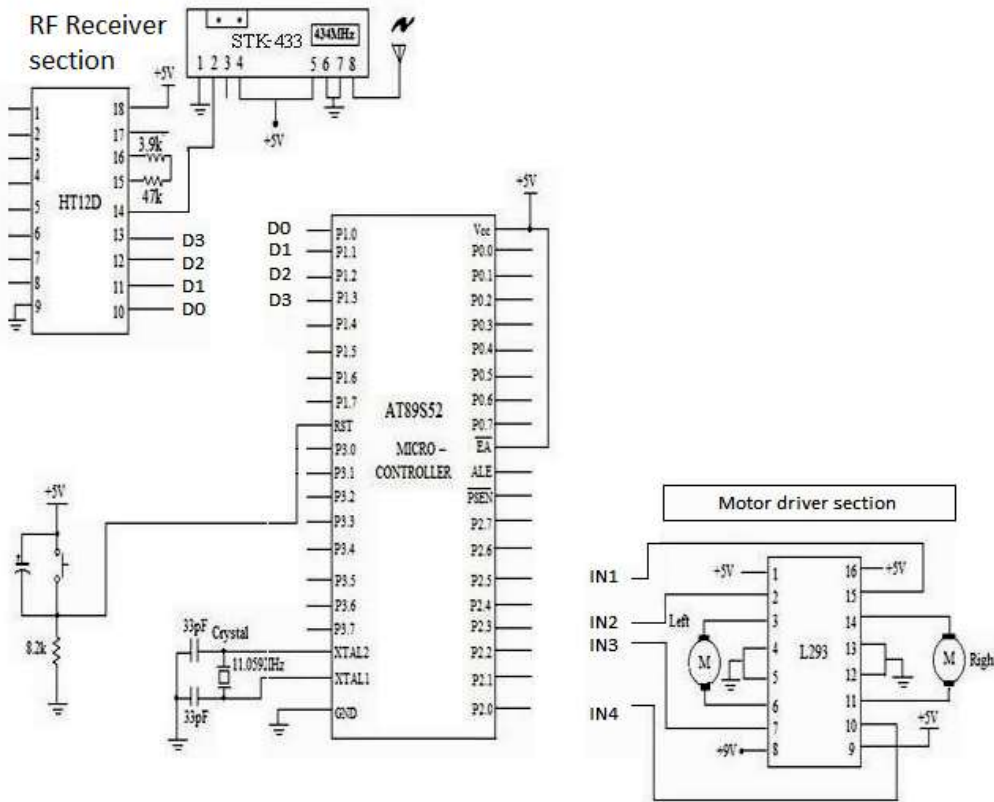 RF Receiver
section
STK-433
434MHz
1 2 3 4 5 6 7 8
+5V
+5V
HT12D
1
2
3
4
5
6
7
8
9
18
17
16
15
14
13
12
11
10
3.9k
47k
D3
D2
D1
D0
D0
D1
D2
D3
+5V
AT89S52
MICRO -
CONTROLLER
P1.0
P1.1
P1.2
P1.3
P1.4
P1.5
P1.6
P1.7
RST
P3.0
P3.1
P3.2
P3.3
P3.4
P3.5
P3.6
P3.7
XTAL2
XTAL1
GND
Vcc
P0.0
P0.1
P0.2
P0.3
P0.4
P0.5
P0.6
P0.7
EA
ALE
PSEN
P2.7
P2.6
P2.5
P2.4
P2.3
P2.2
P2.1
P2.0
+5V
+
8.2k
33pF
Crystal
33pF
Motor driver section
IN1
IN2
IN3
IN4
+5V
Left
M
+9V
L293
1
2
3
4
5
6
7
8
16
15
14
13
12
11
10
9
+5V
M
Righ
+5V